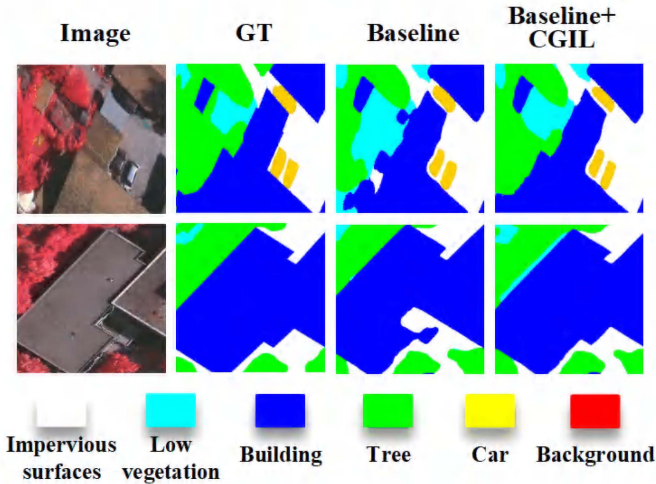 Image GT Baseline Baseline+
CGIL
Impervious
surfaces
Low
vegetation
Building
Tree
Car
Background